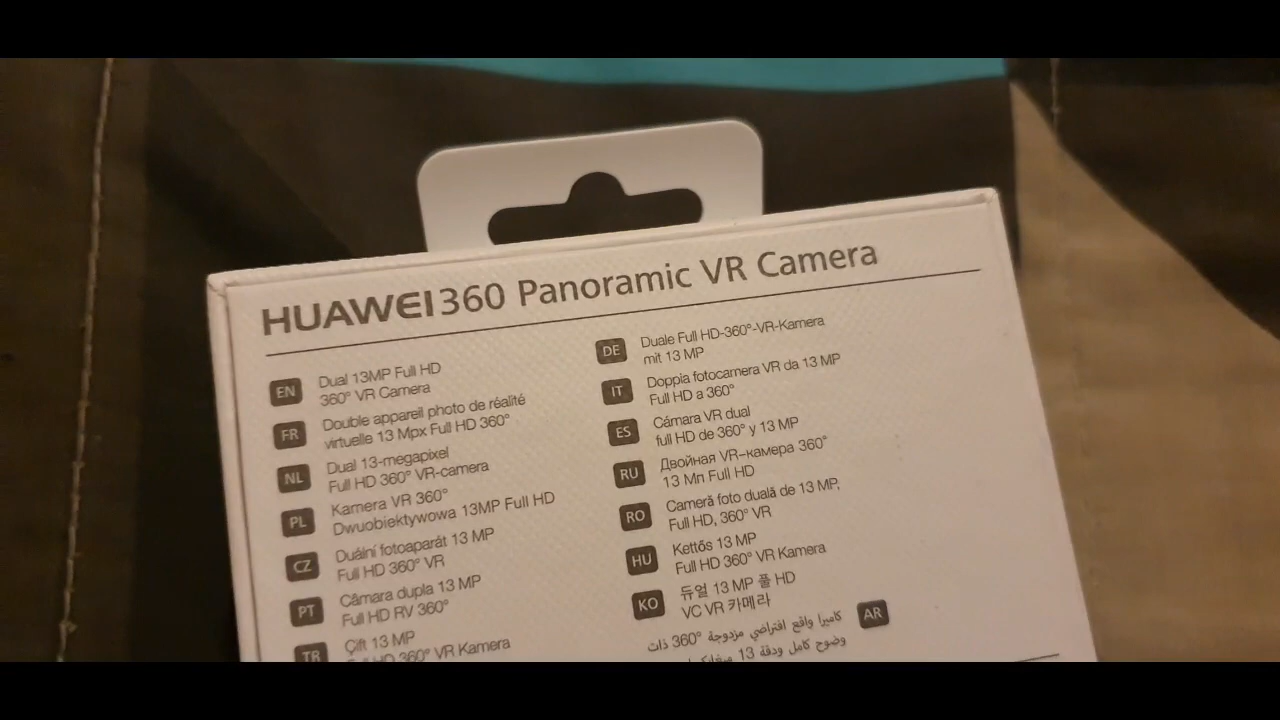 HUAWEI 360 Panoramic VR Camera
EN
Dual 13MP Full HD
360° VR Camera
FR
Double appareil photo de réalité
virtuelle 13 Mpx Full HD 360°
NL
Dual 13-megapixel
Full HD 360° VR-camera
PL
Kamera VR 360°
Dwuobiektywowa 13MP Full HD
CZ
Duální fotoaparát 13 MP
Full HD 360° VR
PT
Câmara dupla 13 MP
Full HD RV 360°
TR
Çift 13 MP
Full HD 360° VR Kamera
DE
Duale Full HD-360°-VR-Kamera
mit 13 MP
IT
Doppia fotocamera VR da 13 MP
Full HD a 360°
ES
Cámara VR dual
full HD de 360° y 13 MP
RU
Двойная VR-камера 360°
13 Мп Full HD
RO
Cameră foto duală de 13 MP,
Full HD, 360° VR
HU
Kettős 13 MP
Full HD 360° VR Kamera
KO
듀얼 13 MP 풀 HD
VC VR 카메라
AR
كاميرا واقع افتراضي مزدوجة 360° ذات
وضوح كامل ودقة 13